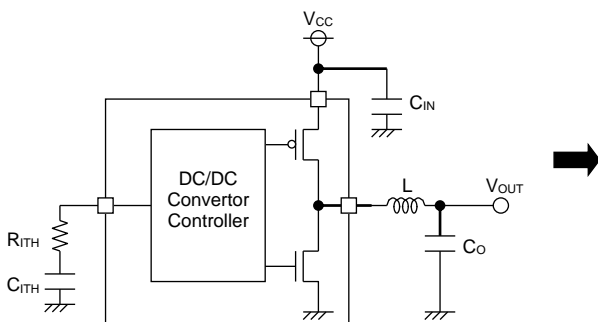 VCC
CIN
DC/DC
Convertor
Controller
L
VOUT
RITH
CO
CITH